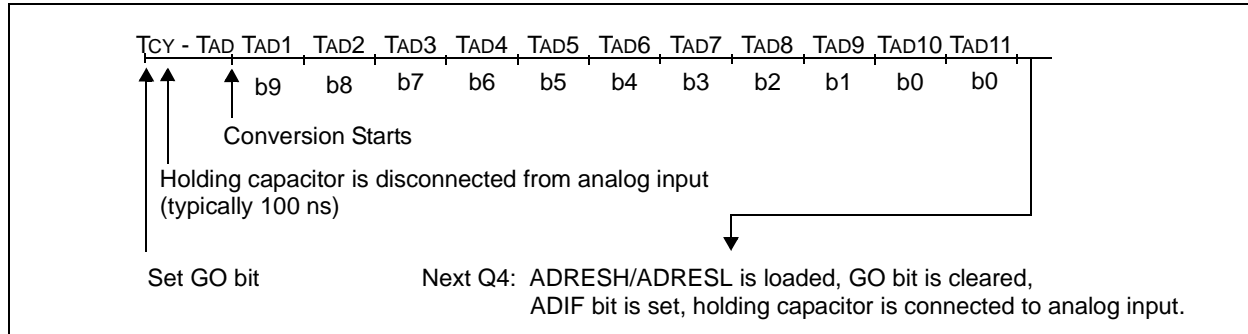 TCY - TAD TAD1 TAD2 TAD3 TAD4 TAD5 TAD6 TAD7 TAD8 TAD9 TAD10 TAD11
b9 b8 b7 b6 b5 b4 b3 b2 b1 b0 b0
Conversion Starts
Holding capacitor is disconnected from analog input
(typically 100 ns)
Set GO bit
Next Q4: ADRESH/ADRESL is loaded, GO bit is cleared,
ADIF bit is set, holding capacitor is connected to analog input.